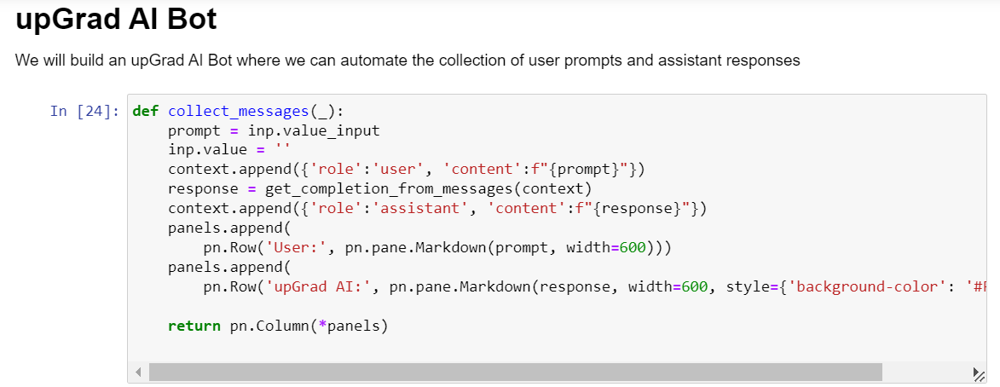 upGrad AI Bot
We will build an upGrad AI Bot where we can automate the collection of user prompts and assistant responses
In [24]: def collect_messages(_):
    prompt = inp.value_input
    inp.value = ''
    context.append({'role':'user', 'content':f"{prompt}"})
    response = get_completion_from_messages(context)
    context.append({'role':'assistant', 'content':f"{response}"})
    panels.append(
        pn.Row('User:', pn.pane.Markdown(prompt, width=600)))
    panels.append(
        pn.Row('upGrad AI:', pn.pane.Markdown(response, width=600, style={'background-color': '#
    return pn.Column(*panels)